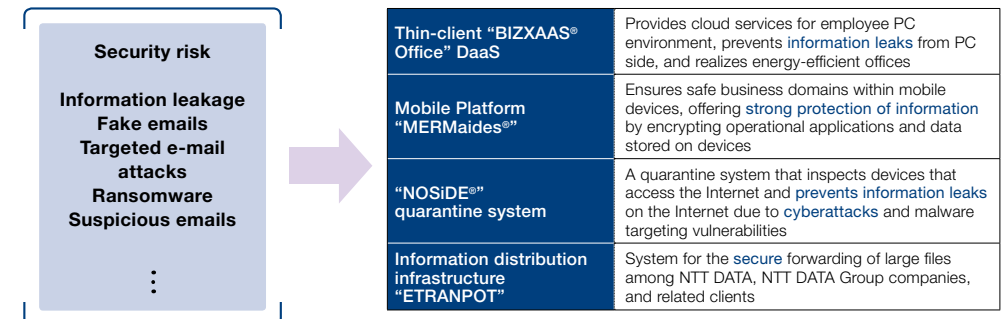 Security risk
Information leakage
Fake emails
Targeted e-mail
attacks
Ransomware
Suspicious emails
⋮
Thin-client “BIZXAAS®
Office” DaaS
Provides cloud services for employee PC
environment, prevents information leaks from PC
side, and realizes energy-efficient offices
Mobile Platform
“MERMaides®”
Ensures safe business domains within mobile
devices, offering strong protection of information
by encrypting operational applications and data
stored on devices
“NOSiDE®”
quarantine system
A quarantine system that inspects devices that
access the Internet and prevents information leaks
on the Internet due to cyberattacks and malware
targeting vulnerabilities
Information distribution
infrastructure
“ETRANPOT”
System for the secure forwarding of large files
among NTT DATA, NTT DATA Group companies,
and related clients